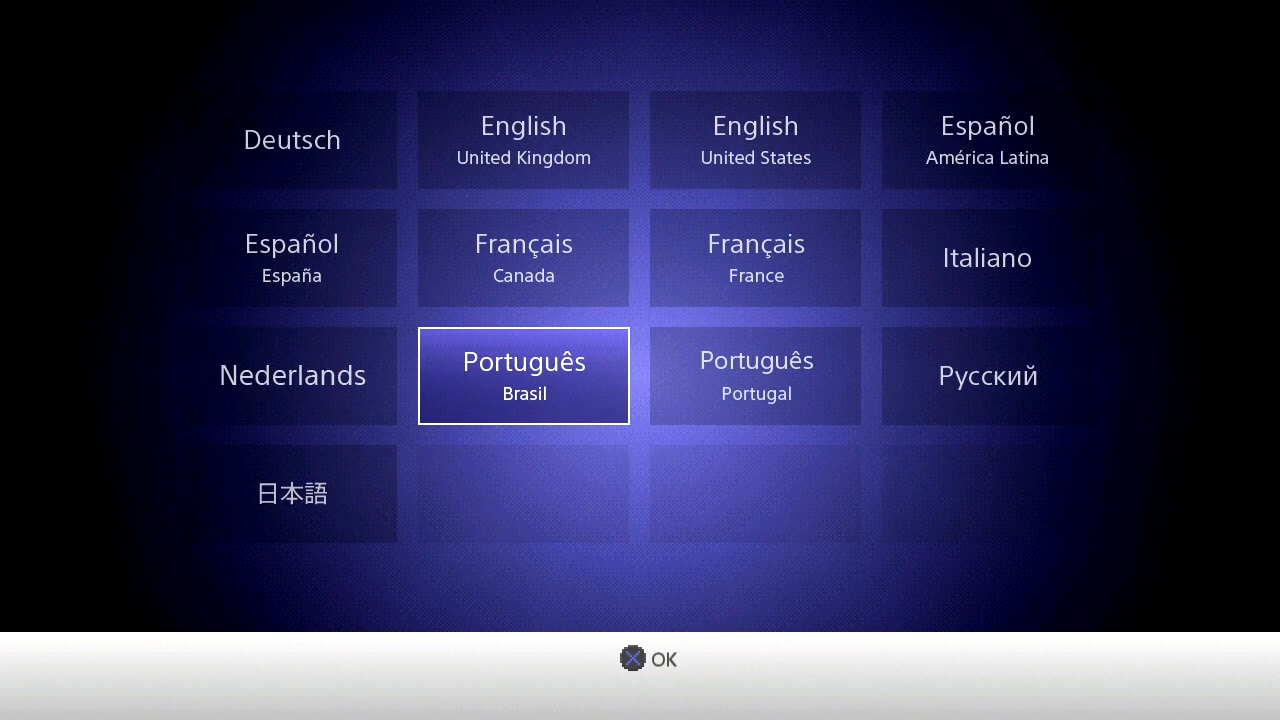 Deutsch
English
United Kingdom
English
United States
Español
América Latina
Español
España
Français
Canada
Français
France
Italiano
Nederlands
Português
Brasil
Português
Portugal
Русский
日本語
OK